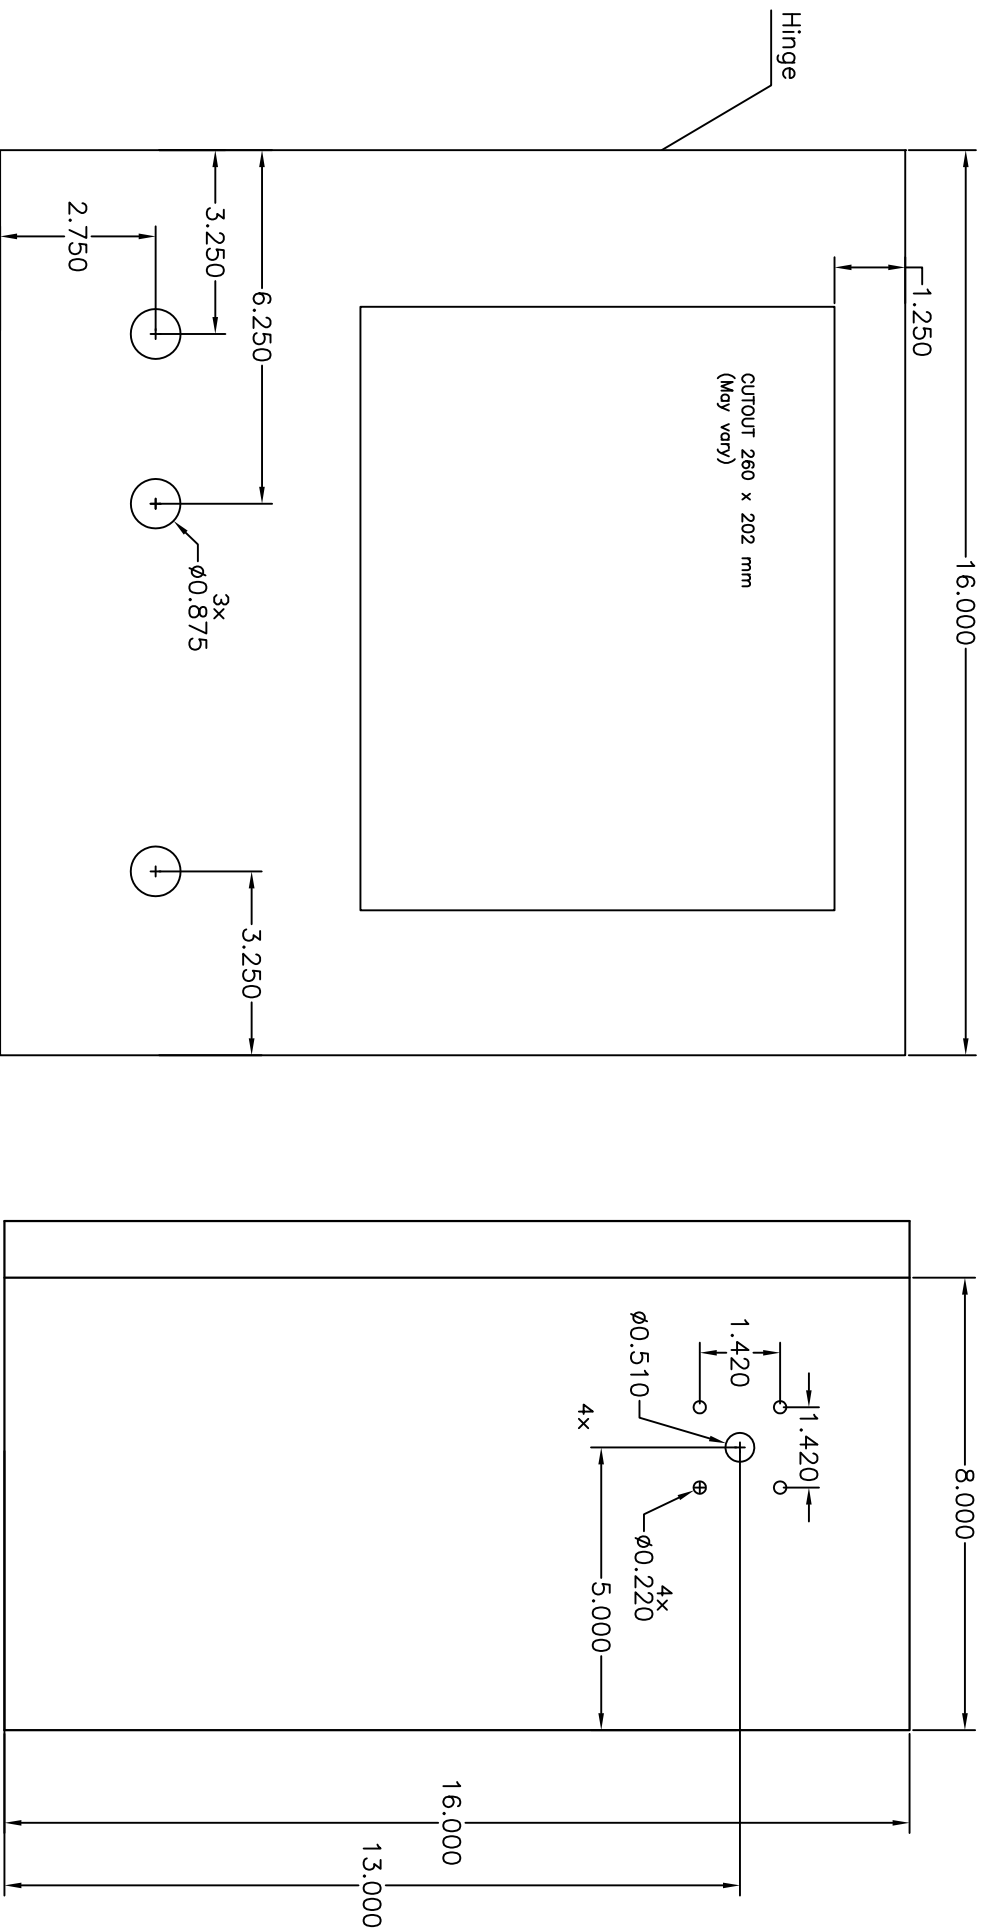 16.000
1.250
Hinge
CUTOUT 260 x 202 mm
(May vary)
6.250
3.250
3.250
3x
ø0.875
2.750
8.000
1.420
1.420
ø0.510
4x
ø0.220
4x
5.000
16.000
13.000